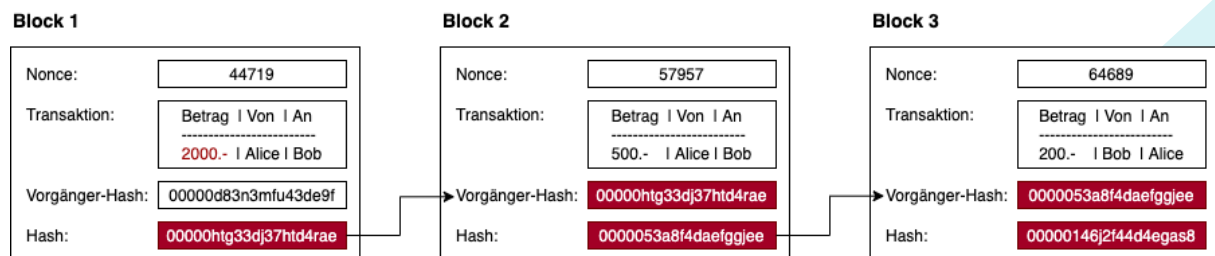 Block 1
Nonce: 44719
Transaktion: Betrag | Von | An
-------------------------
2000.- | Alice | Bob
Vorgänger-Hash: 00000d83n3mfu43de9f
Hash: 00000htg33dj37htd4rae
Block 2
Nonce: 57957
Transaktion: Betrag | Von | An
-------------------------
500.- | Alice | Bob
Vorgänger-Hash: 00000htg33dj37htd4rae
Hash: 0000053a8f4daefggjee
Block 3
Nonce: 64689
Transaktion: Betrag | Von | An
-------------------------
200.- | Bob | Alice
Vorgänger-Hash: 0000053a8f4daefggjee
Hash: 00000146j2f44d4egas8